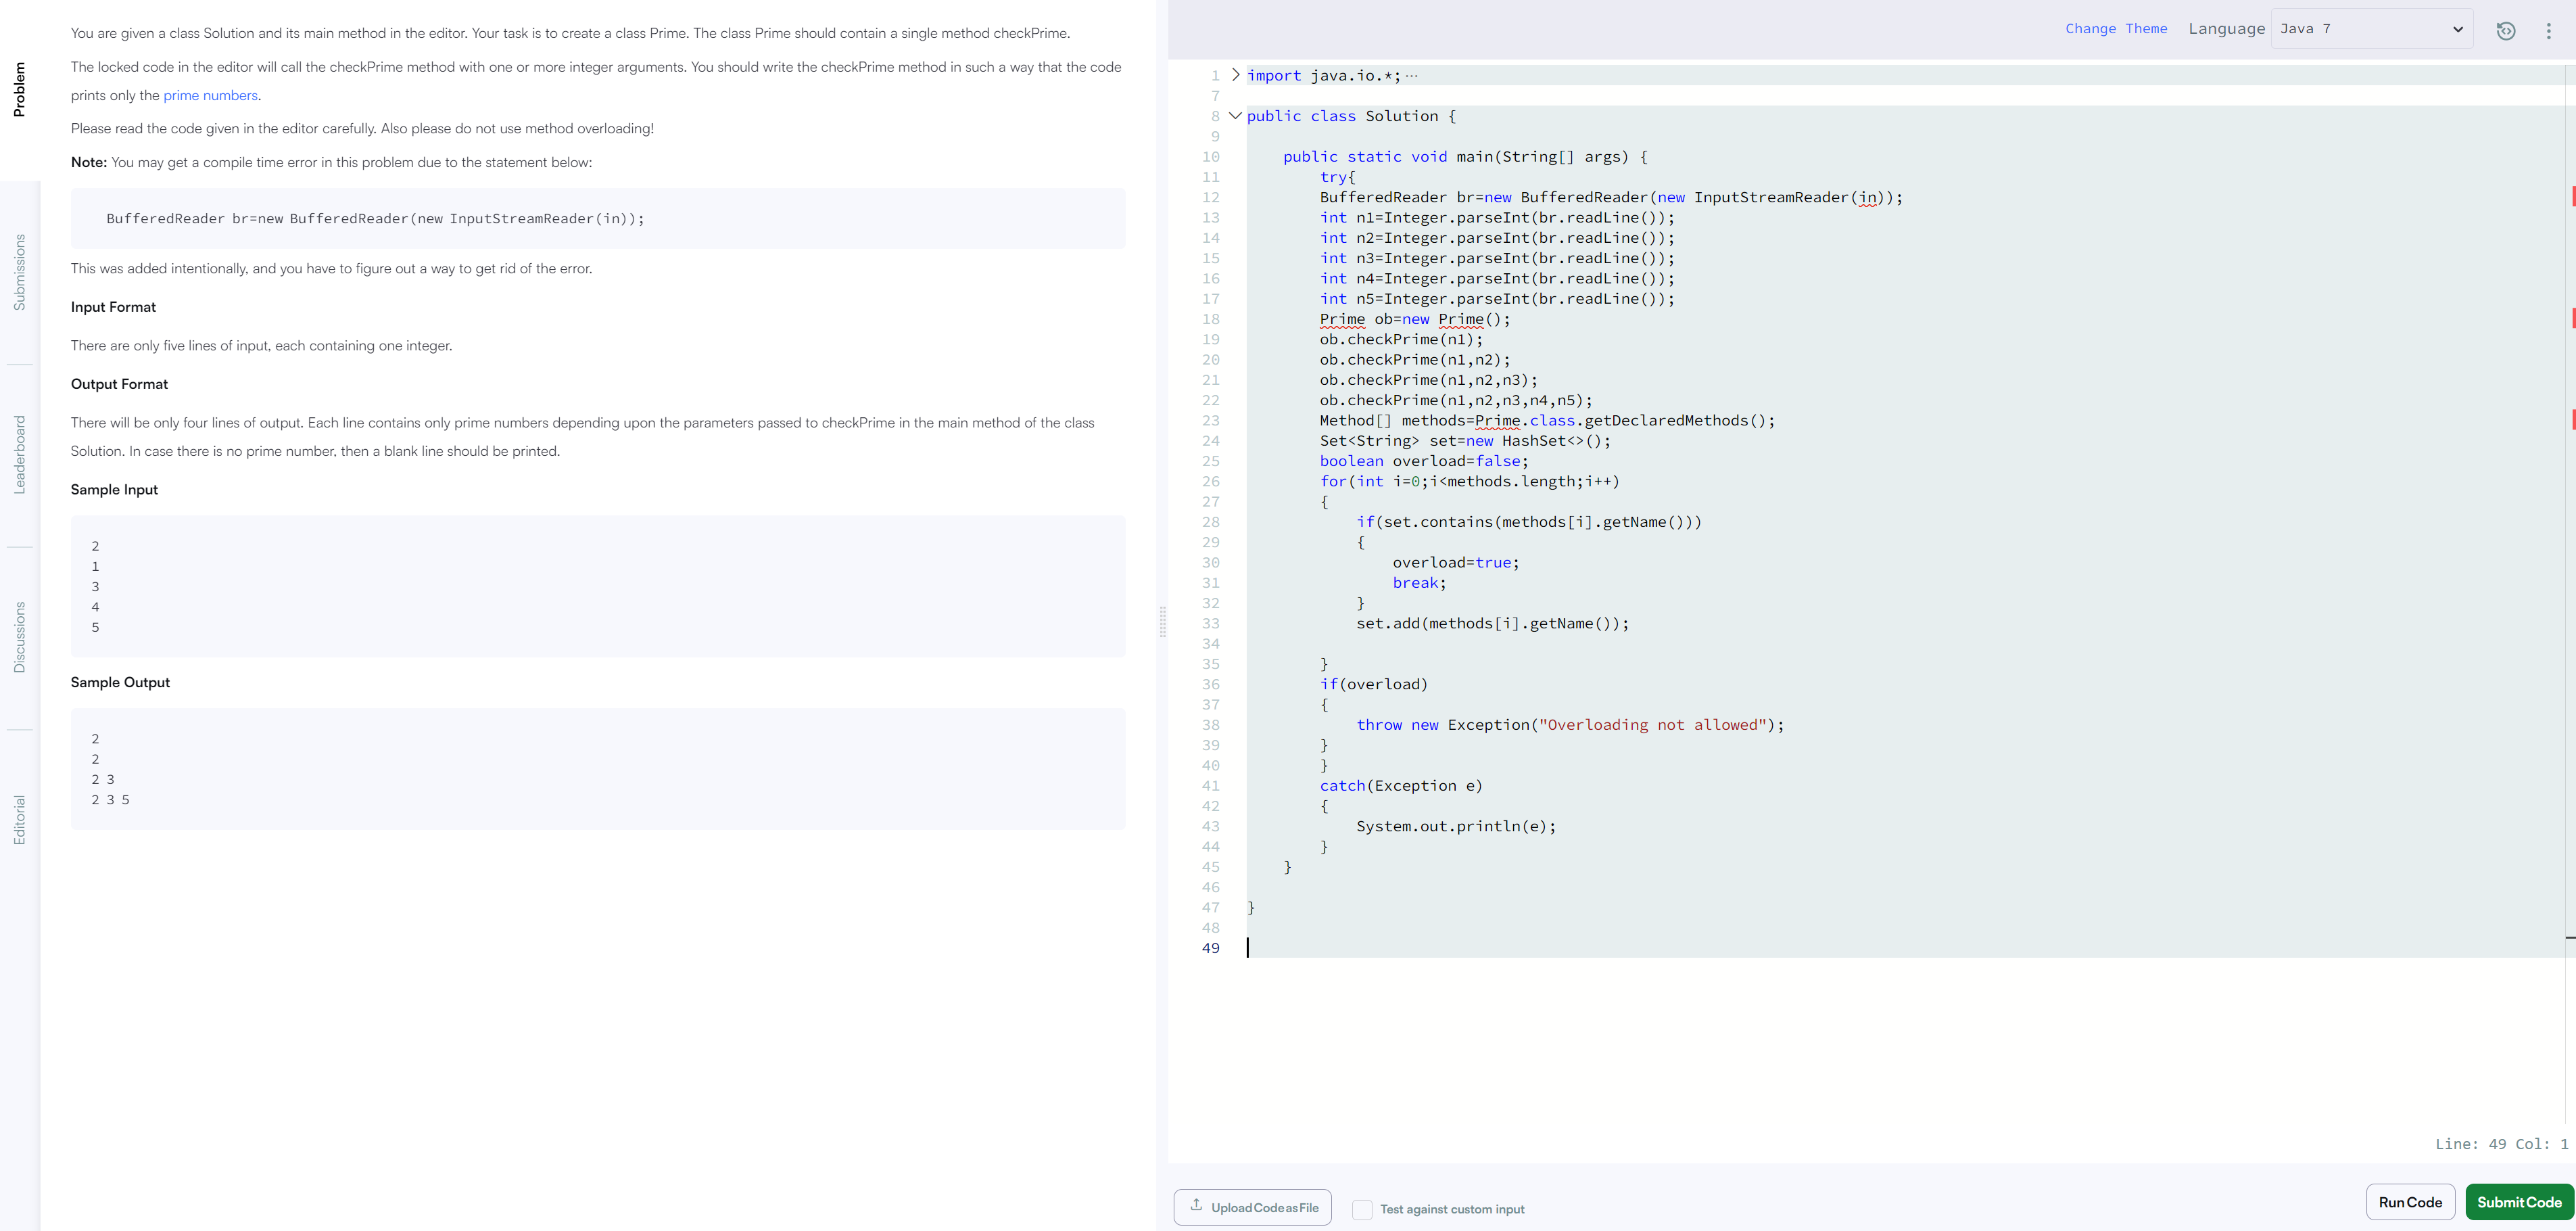 Problem
Submissions
Leaderboard
Discussions
Editorial
You are given a class Solution and its main method in the editor. Your task is to create a class Prime. The class Prime should contain a single method checkPrime.
The locked code in the editor will call the checkPrime method with one or more integer arguments. You should write the checkPrime method in such a way that the code
prints only the prime numbers.
Please read the code given in the editor carefully. Also please do not use method overloading!
Note: You may get a compile time error in this problem due to the statement below:
BufferedReader br=new BufferedReader(new InputStreamReader(in));
This was added intentionally, and you have to figure out a way to get rid of the error.
Input Format
There are only five lines of input, each containing one integer.
Output Format
There will be only four lines of output. Each line contains only prime numbers depending upon the parameters passed to checkPrime in the main method of the class
Solution. In case there is no prime number, then a blank line should be printed.
Sample Input
2
1
3
4
5
Sample Output
2
2
2 3
2 3 5
Change Theme Language Java 7
1 import java.io.*; ···
7
8 public class Solution {
9
10 public static void main(String[] args) {
11 try{
12 BufferedReader br=new BufferedReader(new InputStreamReader(in));
13 int n1=Integer.parseInt(br.readLine());
14 int n2=Integer.parseInt(br.readLine());
15 int n3=Integer.parseInt(br.readLine());
16 int n4=Integer.parseInt(br.readLine());
17 int n5=Integer.parseInt(br.readLine());
18 Prime ob=new Prime();
19 ob.checkPrime(n1);
20 ob.checkPrime(n1,n2);
21 ob.checkPrime(n1,n2,n3);
22 ob.checkPrime(n1,n2,n3,n4,n5);
23 Method[] methods=Prime.class.getDeclaredMethods();
24 Set<String> set=new HashSet<>();
25 boolean overload=false;
26 for(int i=0;i<methods.length;i++)
27 {
28 if(set.contains(methods[i].getName()))
29 {
30 overload=true;
31 break;
32 }
33 set.add(methods[i].getName());
34
35 }
36 if(overload)
37 {
38 throw new Exception("Overloading not allowed");
39 }
40 }
41 catch(Exception e)
42 {
43 System.out.println(e);
44 }
45 }
46
47 }
48
49
Line: 49 Col: 1
Upload Code as File Test against custom input Run Code Submit Code